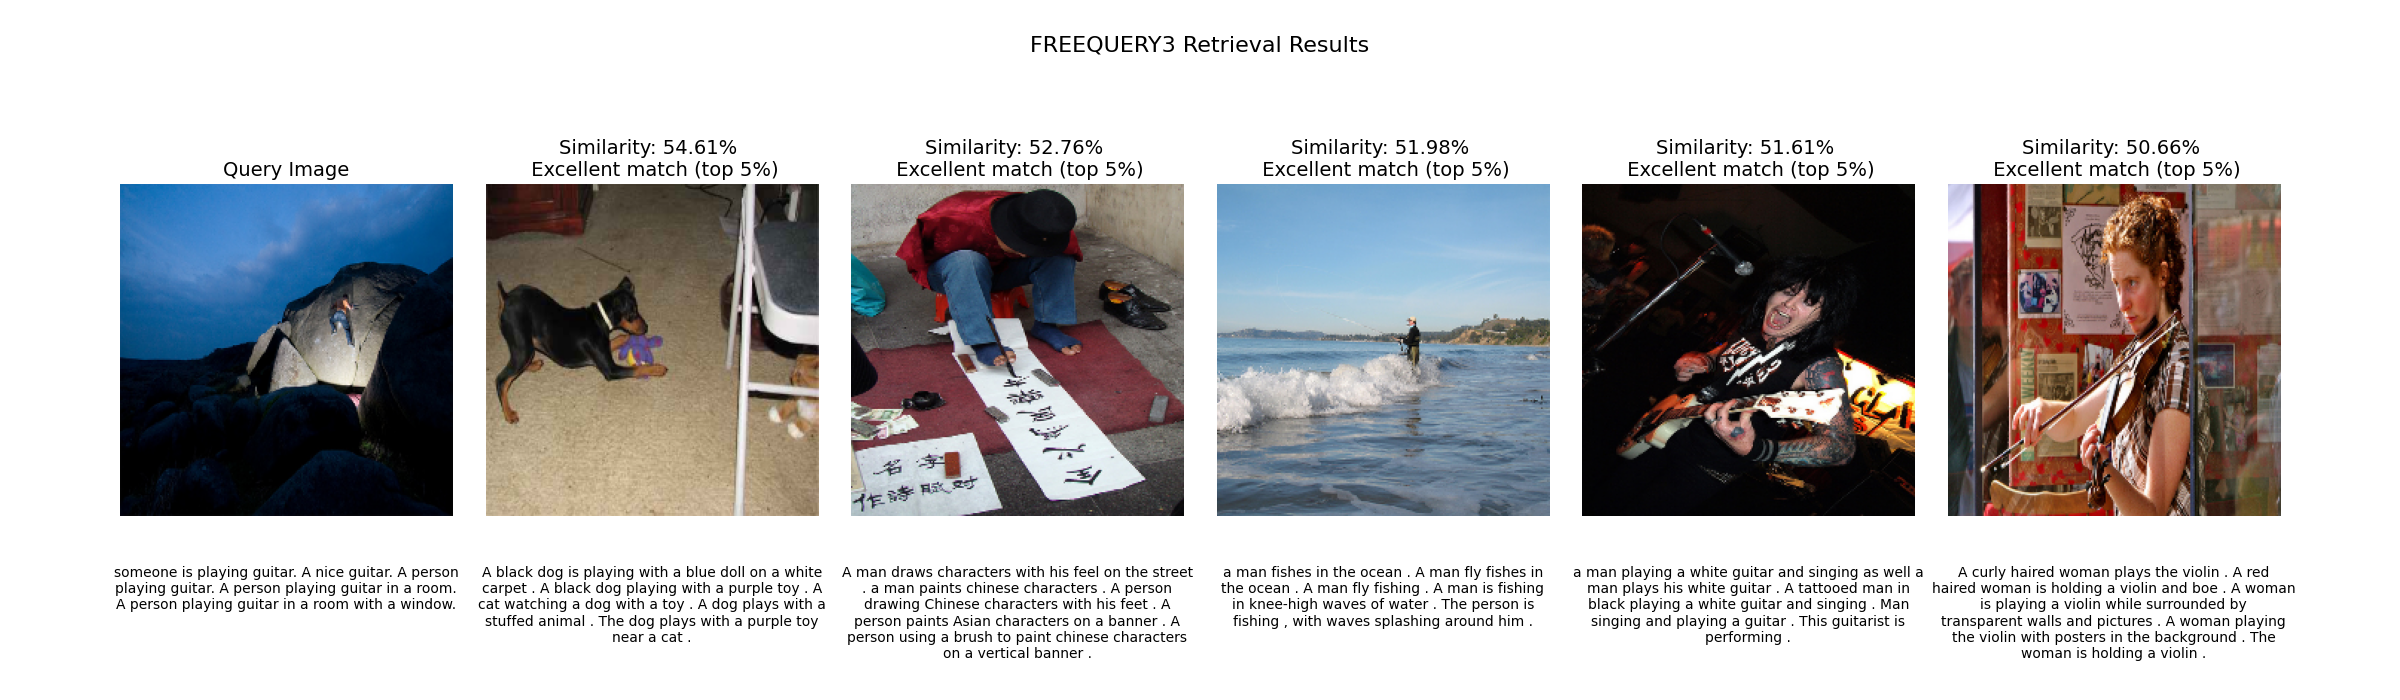 FREEQUERY3 Retrieval Results
Query Image
Similarity: 54.61%
Excellent match (top 5%)
Similarity: 52.76%
Excellent match (top 5%)
Similarity: 51.98%
Excellent match (top 5%)
Similarity: 51.61%
Excellent match (top 5%)
Similarity: 50.66%
Excellent match (top 5%)
名字
作詩賦对
someone is playing guitar. A nice guitar. A person
playing guitar. A person playing guitar in a room.
A person playing guitar in a room with a window.
A black dog is playing with a blue doll on a white
carpet . A black dog playing with a purple toy . A
cat watching a dog with a toy . A dog plays with a
stuffed animal . The dog plays with a purple toy
near a cat .
A man draws characters with his feel on the street
. a man paints chinese characters . A person
drawing Chinese characters with his feet . A
person paints Asian characters on a banner . A
person using a brush to paint chinese characters
on a vertical banner .
a man fishes in the ocean . A man fly fishes in
the ocean . A man fly fishing . A man is fishing
in knee-high waves of water . The person is
fishing , with waves splashing around him .
a man playing a white guitar and singing as well a
man plays his white guitar . A tattooed man in
black playing a white guitar and singing . Man
singing and playing a guitar . This guitarist is
performing .
A curly haired woman plays the violin . A red
haired woman is holding a violin and boe . A woman
is playing a violin while surrounded by
transparent walls and pictures . A woman playing
the violin with posters in the background . The
woman is holding a violin .